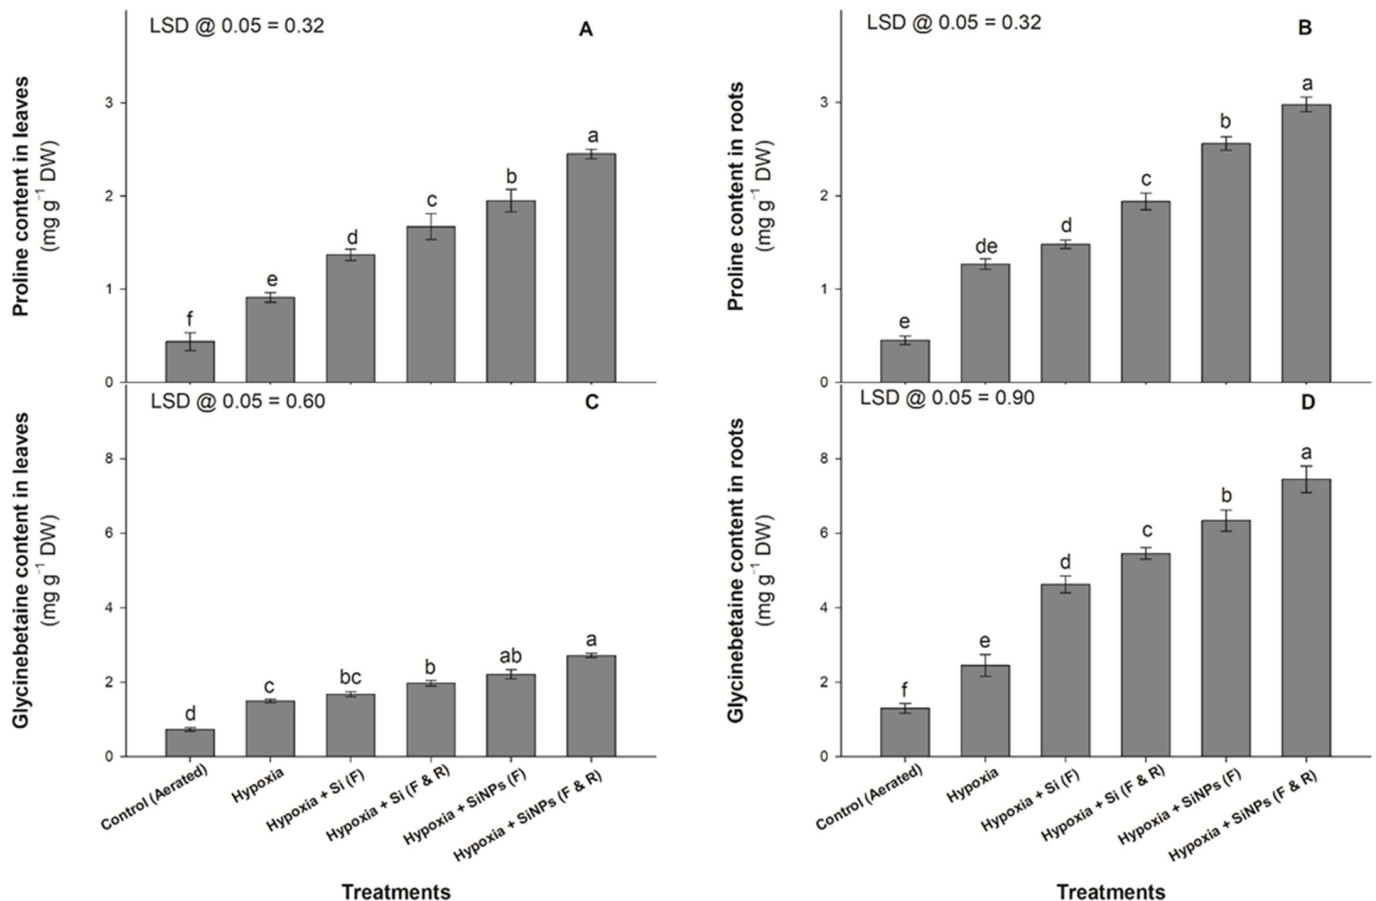 LSD @ 0.05 = 0.32
A
Proline content in leaves
(mg g⁻¹ DW)
3
2
1
0
f
e
d
c
b
a
LSD @ 0.05 = 0.32
B
Proline content in roots
(mg g⁻¹ DW)
3
2
1
0
e
de
d
c
b
a
LSD @ 0.05 = 0.60
C
Glycinebetaine content in leaves
(mg g⁻¹ DW)
8
6
4
2
0
d
c
bc
b
ab
a
Control (Aerated)
Hypoxia
Hypoxia + Si (F)
Hypoxia + Si (F & R)
Hypoxia + SiNPs (F)
Hypoxia + SiNPs (F & R)
Treatments
LSD @ 0.05 = 0.90
D
Glycinebetaine content in roots
(mg g⁻¹ DW)
8
6
4
2
0
f
e
d
c
b
a
Control (Aerated)
Hypoxia
Hypoxia + Si (F)
Hypoxia + Si (F & R)
Hypoxia + SiNPs (F)
Hypoxia + SiNPs (F & R)
Treatments